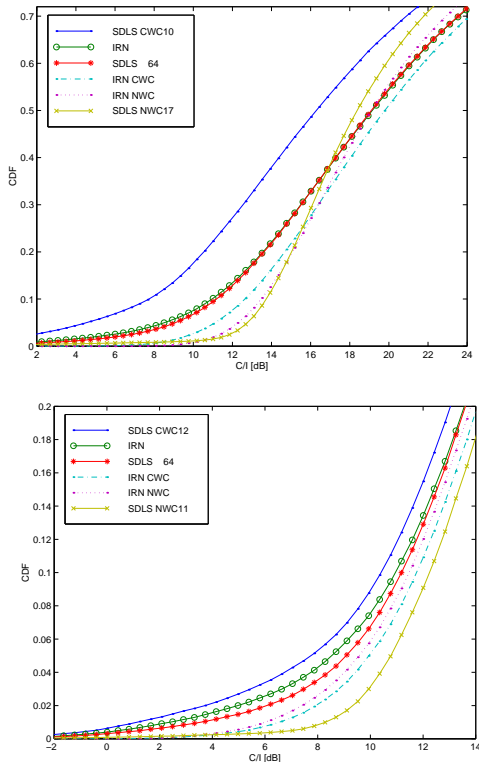 0.7
0.6
0.5
0.4
0.3
0.2
0.1
0
CDF
SDLS CWC10
IRN
SDLS 64
IRN CWC
IRN NWC
SDLS NWC17
2 4 6 8 10 12 14 16 18 20 22 24
C/I [dB]
0.2
0.18
0.16
0.14
0.12
0.1
0.08
0.06
0.04
0.02
0
CDF
SDLS CWC12
IRN
SDLS 64
IRN CWC
IRN NWC
SDLS NWC11
−2 0 2 4 6 8 10 12 14
C/I [dB]